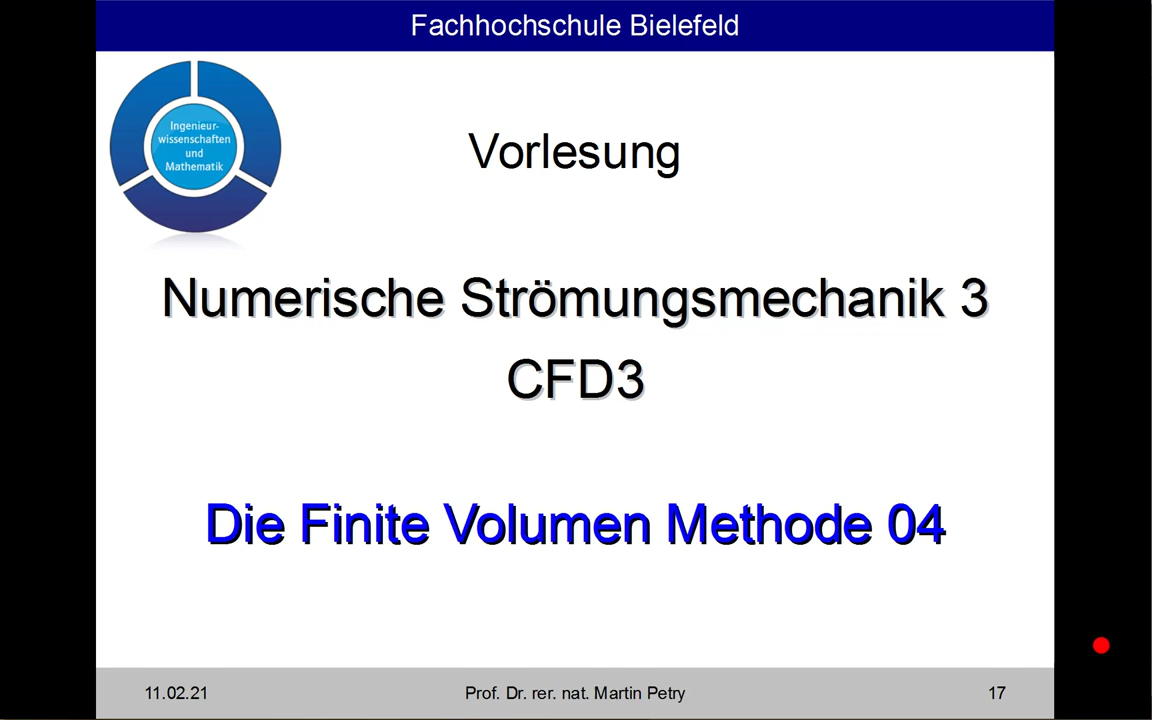 Fachhochschule Bielefeld
Ingenieur-
wissenschaften
und
Mathematik
Vorlesung
Numerische Strömungsmechanik 3
CFD3
Die Finite Volumen Methode 04
11.02.21
Prof. Dr. rer. nat. Martin Petry
17